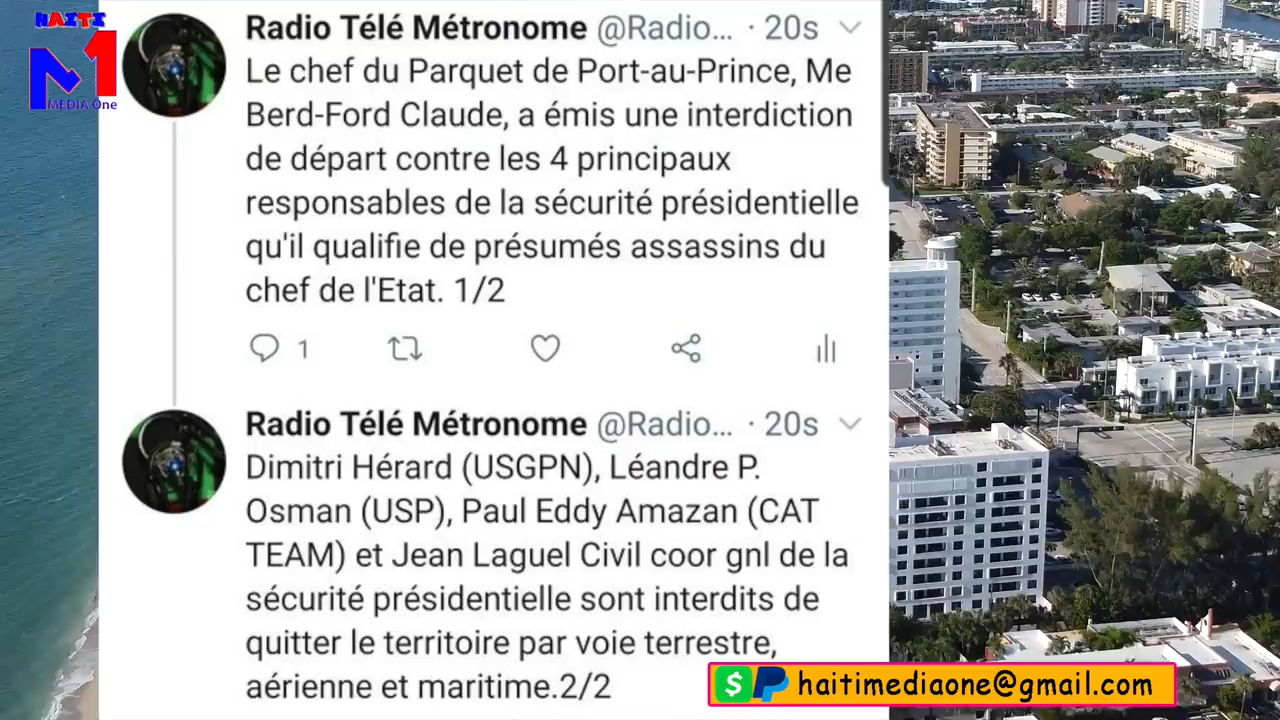 HAITI
M1
MEDIA One
Radio Télé Métronome @Radio... · 20s
Le chef du Parquet de Port-au-Prince, Me
Berd-Ford Claude, a émis une interdiction
de départ contre les 4 principaux
responsables de la sécurité présidentielle
qu'il qualifie de présumés assassins du
chef de l'Etat. 1/2
1
Radio Télé Métronome @Radio... · 20s
Dimitri Hérard (USGPN), Léandre P.
Osman (USP), Paul Eddy Amazan (CAT
TEAM) et Jean Laguel Civil coor gnl de la
sécurité présidentielle sont interdits de
quitter le territoire par voie terrestre,
aérienne et maritime.2/2
$ haitimediaone@gmail.com